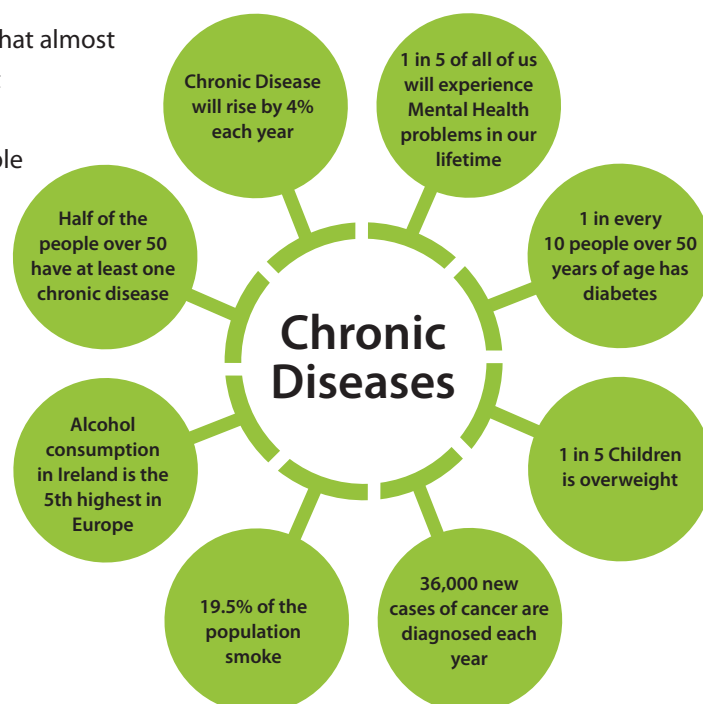 hat almost
ple
Chronic Disease
will rise by 4%
each year
1 in 5 of all of us
will experience
Mental Health
problems in our
lifetime
Half of the
people over 50
have at least one
chronic disease
1 in every
10 people over 50
years of age has
diabetes
Chronic
Diseases
Alcohol
consumption
in Ireland is the
5th highest in
Europe
1 in 5 Children
is overweight
19.5% of the
population
smoke
36,000 new
cases of cancer are
diagnosed each
year